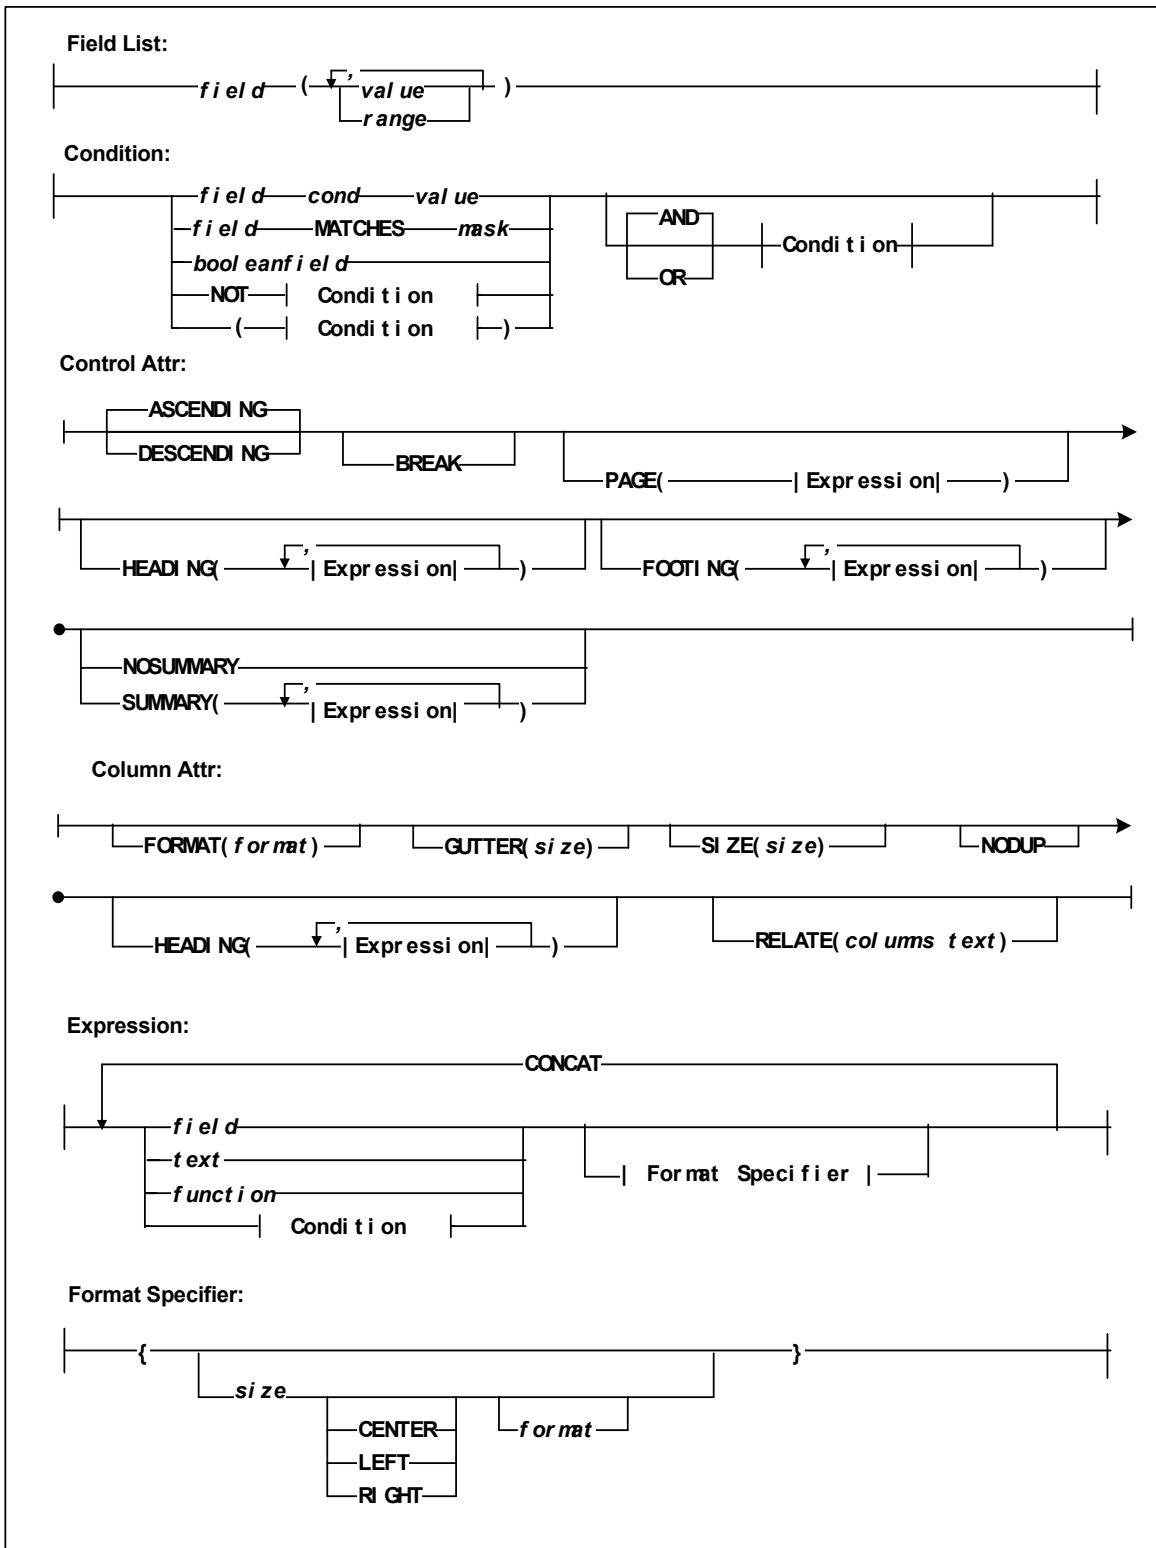 Field List:
,
field ( value )
range
Condition:
field cond value
field MATCHES mask
booleanfield
NOT Condition
( Condition )
AND
OR
Condition
Control Attr:
ASCENDING
DESCENDING
BREAK
PAGE( |Expression| )
, ,
HEADING( |Expression| ) FOOTING( |Expression| )
NOSUMMARY
,
SUMMARY( |Expression| )
Column Attr:
FORMAT(format) GUTTER(size) SIZE(size) NODUP
,
HEADING( |Expression| ) RELATE(columns text)
Expression:
CONCAT
field
text
function
Condition
| Format Specifier |
Format Specifier:
{ }
size
CENTER format
LEFT
RIGHT